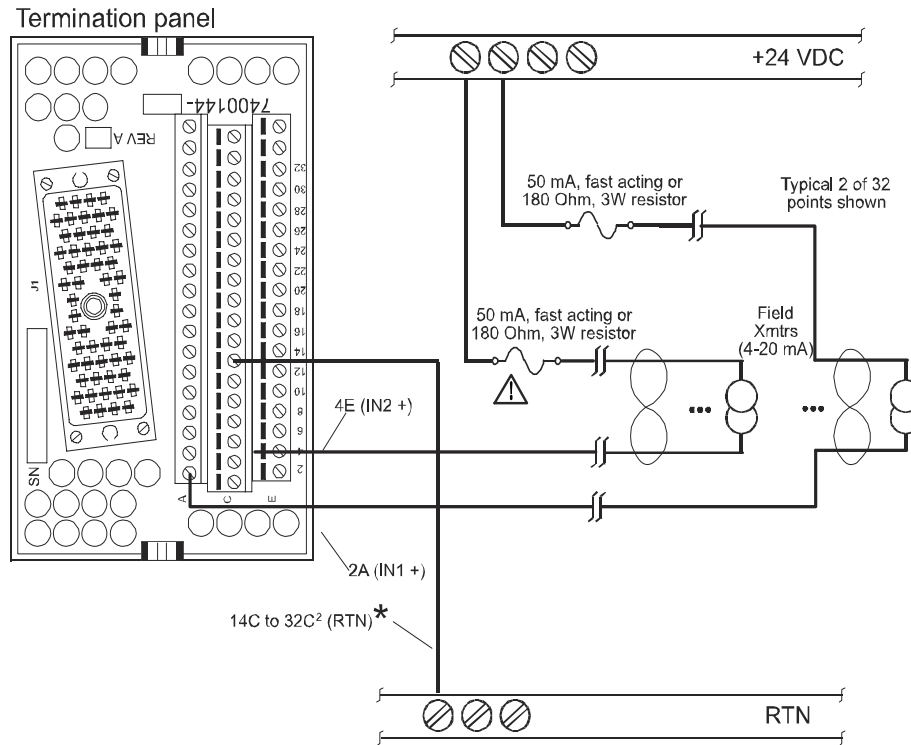 Termination panel
+24 VDC
7400144-
REV A
J1
SN
32
30
28
26
24
22
20
18
16
14
12
10
8
6
4
2
A
C
E
50 mA, fast acting or
180 Ohm, 3W resistor
Typical 2 of 32
points shown
50 mA, fast acting or
180 Ohm, 3W resistor
Field
Xmtrs
(4-20 mA)
4E (IN2 +)
2A (IN1 +)
14C to 32C² (RTN)*
RTN